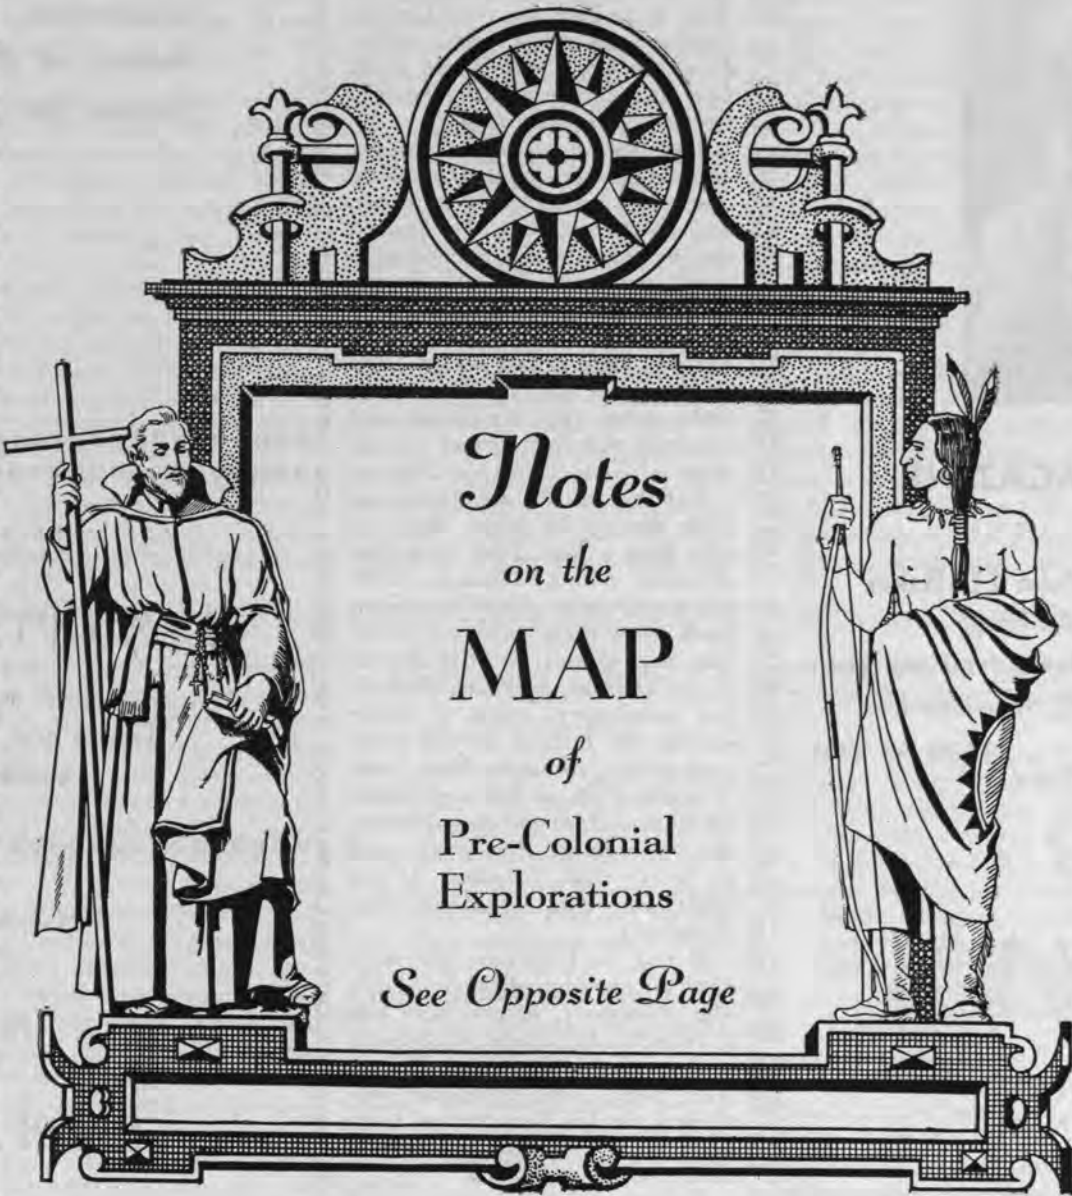 Notes
on the
MAP
of
Pre-Colonial
Explorations
See Opposite Page